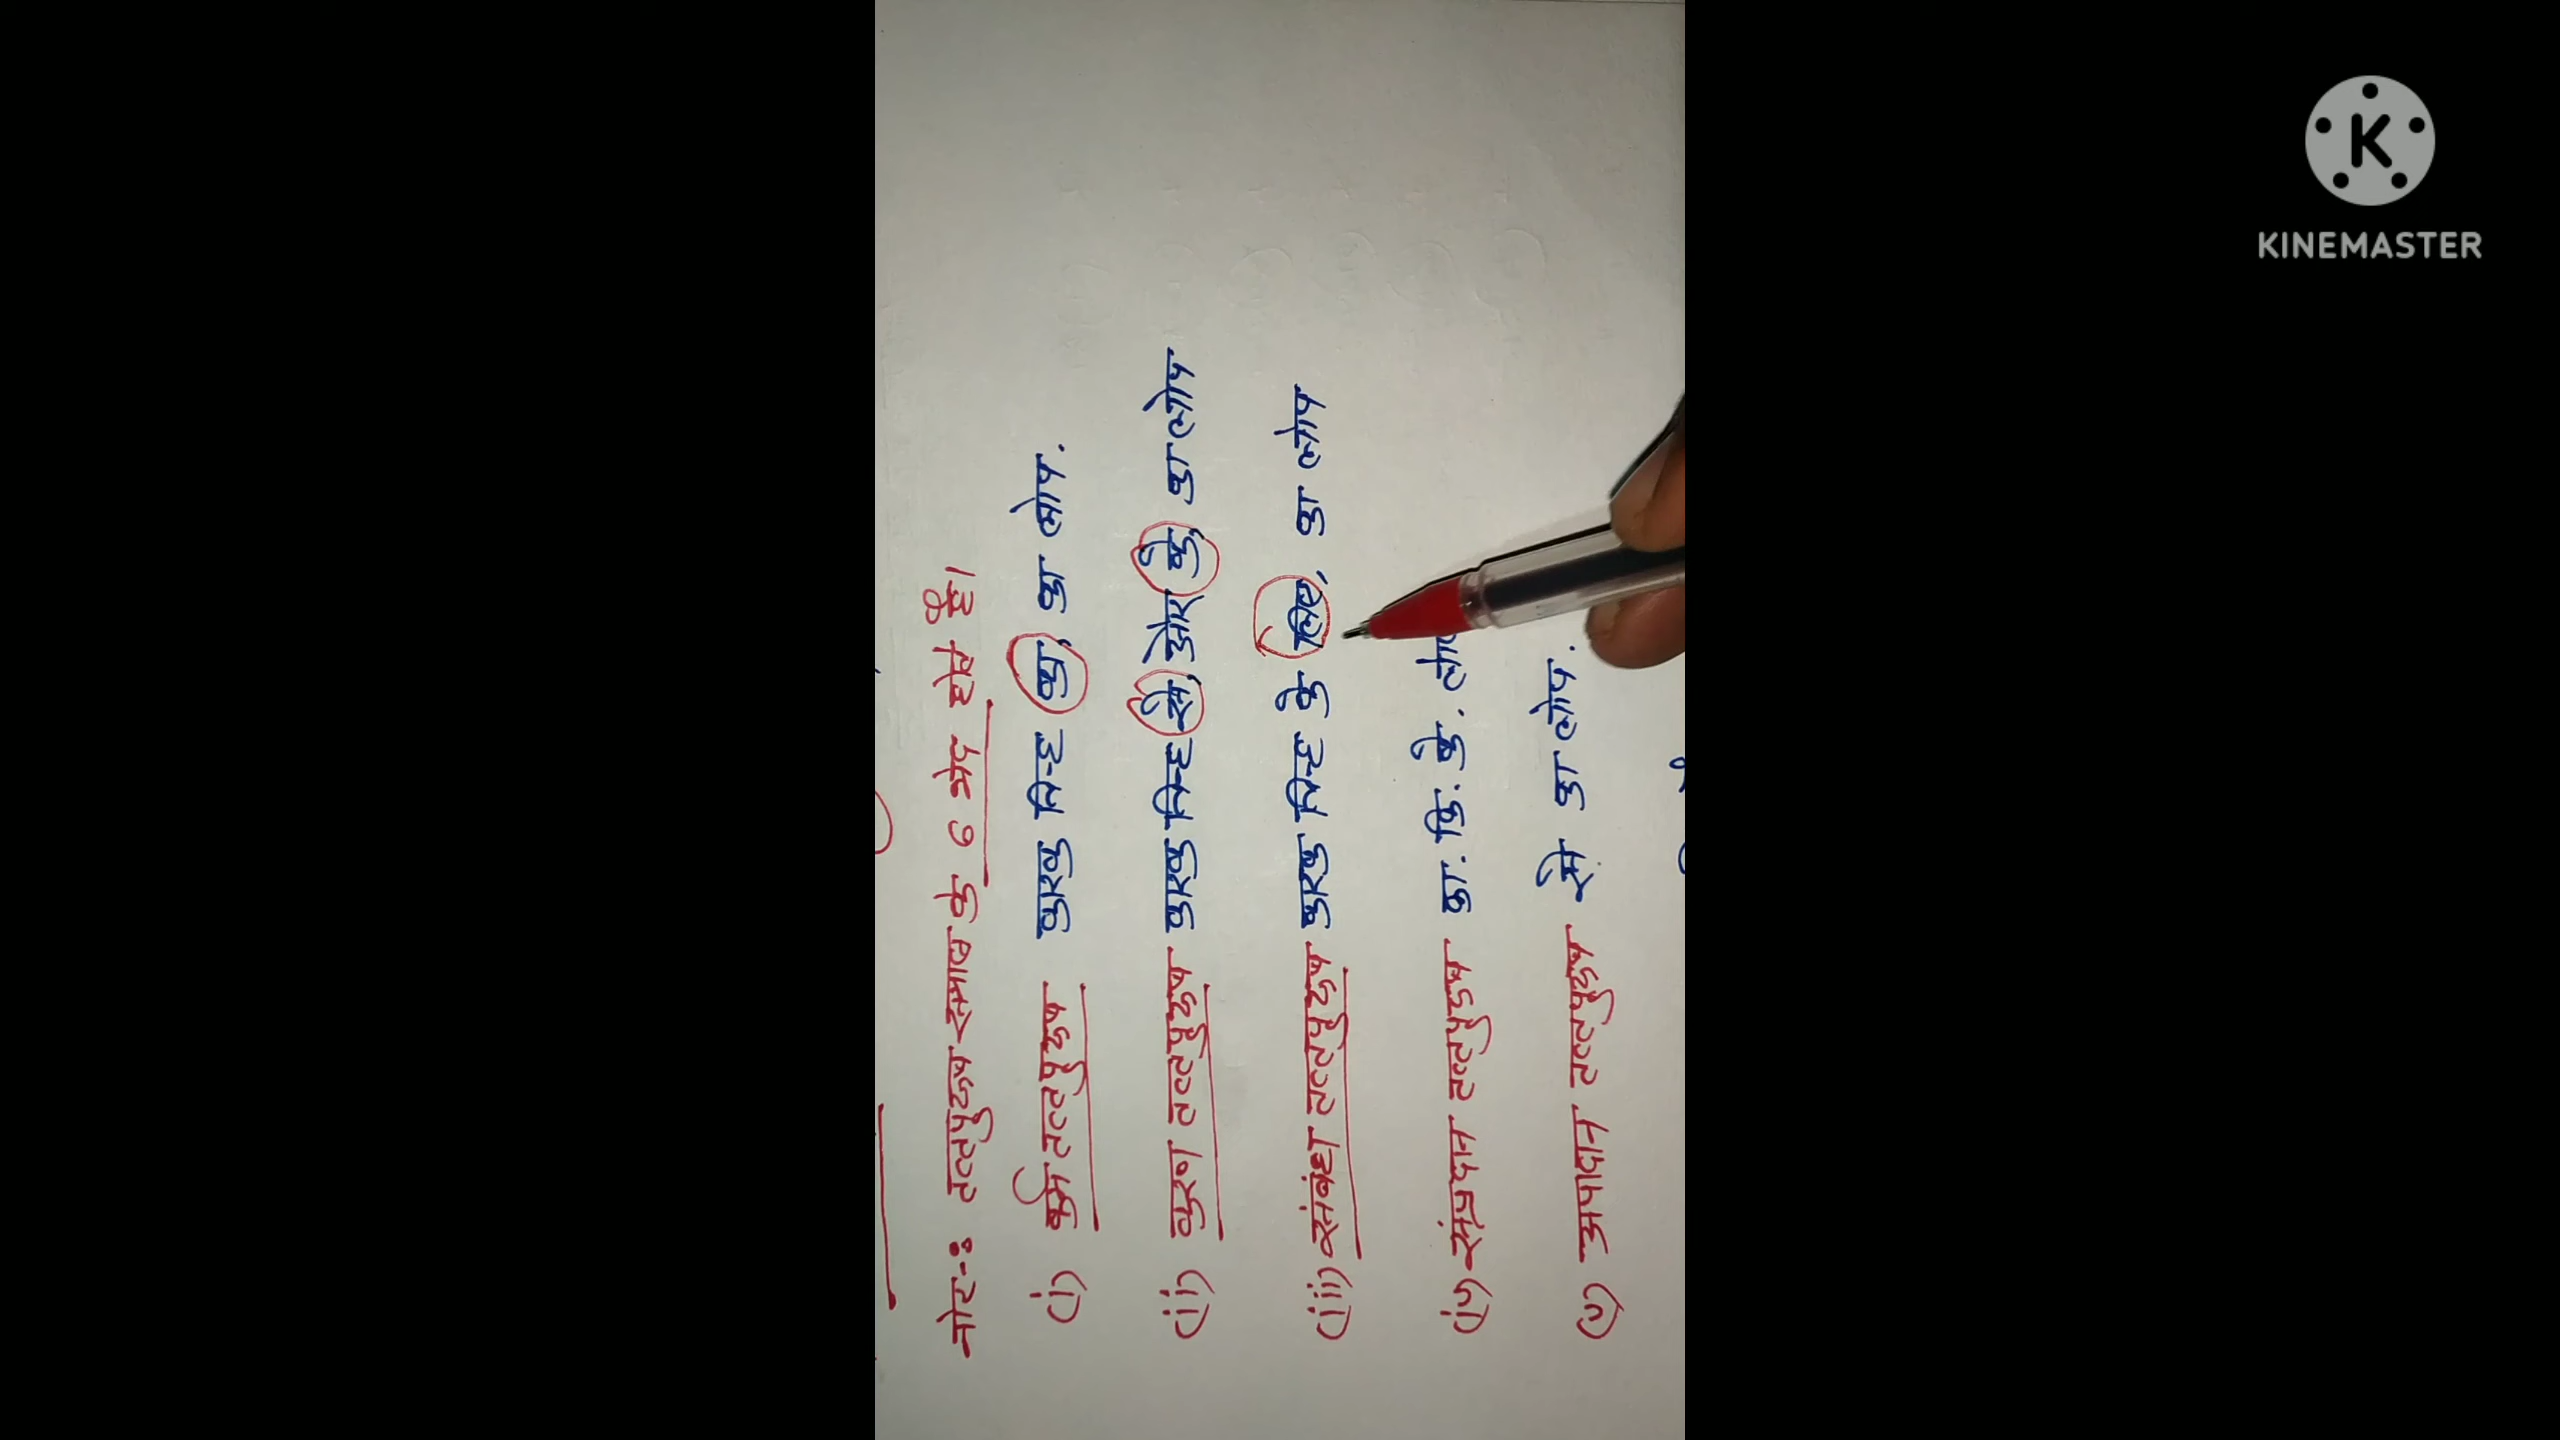 नोट :- तत्पुरुष समास के ७ भेद होते हैं।
(i) कर्म तत्पुरुष कारक चिन्ह का, का लोप.
(ii) करण तत्पुरुष कारक चिन्ह से, और के, का लोप
(iii) संबंध तत्पुरुष कारक चिन्ह के लिए, का लोप
(iv) संप्रदान तत्पुरुष का. कि. के.
(v) अपादान तत्पुरुष से का लोप.
K
KINEMASTER